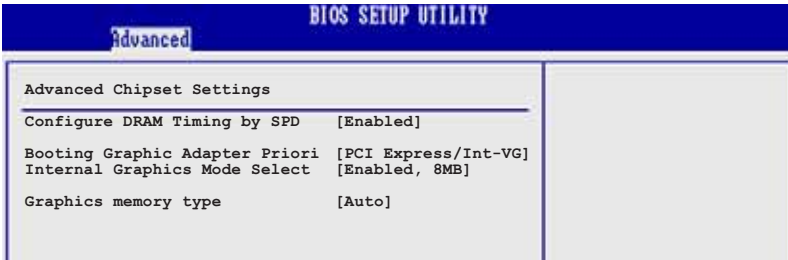 BIOS SETUP UTILITY
Advanced
Advanced Chipset Settings
Configure DRAM Timing by SPD [Enabled]
Booting Graphic Adapter Priori [PCI Express/Int-VG]
Internal Graphics Mode Select [Enabled, 8MB]
Graphics memory type [Auto]